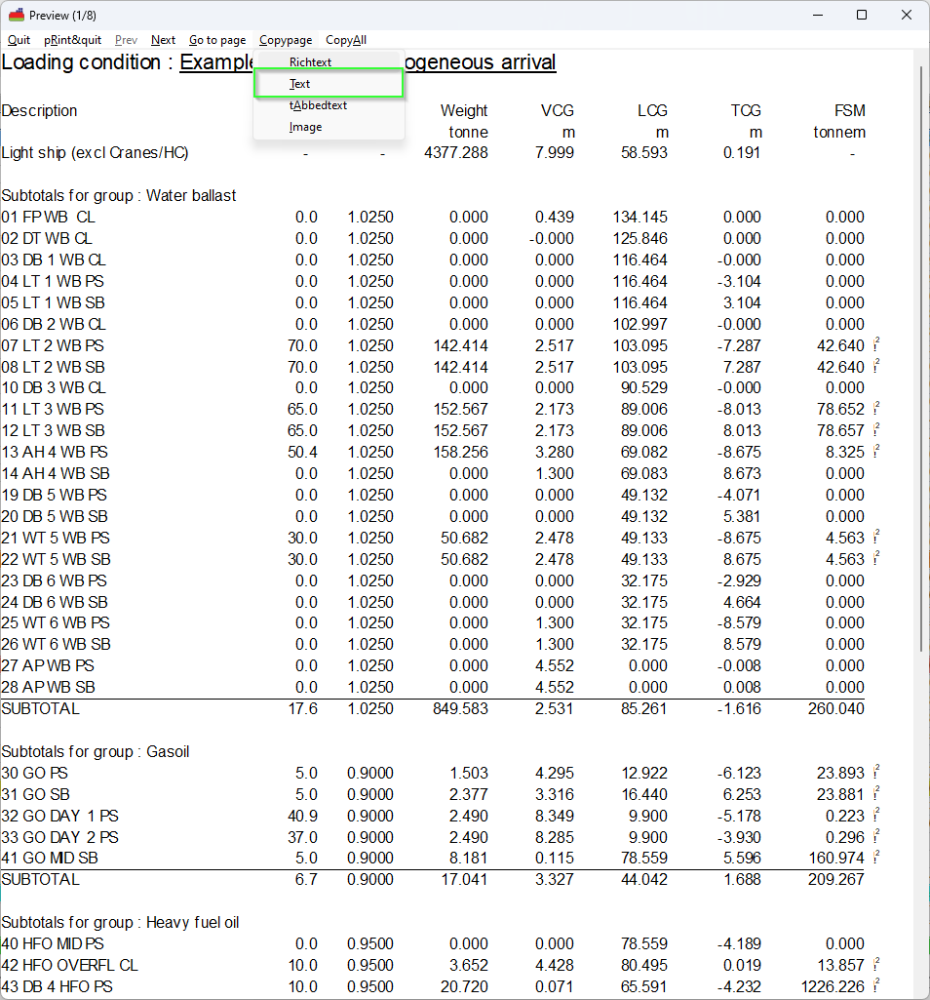 Preview (1/8)
Quit pRint&quit Prev Next Go to page Copypage CopyAll
Richtext
Text
tAbbedtext
Image
Loading condition : Example ogeneous arrival
Description Weight VCG LCG TCG FSM
tonne m m m tonnem
Light ship (excl Cranes/HC) - - 4377.288 7.999 58.593 0.191 -
Subtotals for group : Water ballast
01 FP WB CL 0.0 1.0250 0.000 0.439 134.145 0.000 0.000
02 DT WB CL 0.0 1.0250 0.000 -0.000 125.846 0.000 0.000
03 DB 1 WB CL 0.0 1.0250 0.000 0.000 116.464 -0.000 0.000
04 LT 1 WB PS 0.0 1.0250 0.000 0.000 116.464 -3.104 0.000
05 LT 1 WB SB 0.0 1.0250 0.000 0.000 116.464 3.104 0.000
06 DB 2 WB CL 0.0 1.0250 0.000 0.000 102.997 -0.000 0.000
07 LT 2 WB PS 70.0 1.0250 142.414 2.517 103.095 -7.287 42.640 !2
08 LT 2 WB SB 70.0 1.0250 142.414 2.517 103.095 7.287 42.640 !2
10 DB 3 WB CL 0.0 1.0250 0.000 0.000 90.529 -0.000 0.000
11 LT 3 WB PS 65.0 1.0250 152.567 2.173 89.006 -8.013 78.652 !2
12 LT 3 WB SB 65.0 1.0250 152.567 2.173 89.006 8.013 78.657 !2
13 AH 4 WB PS 50.4 1.0250 158.256 3.280 69.082 -8.675 8.325 !2
14 AH 4 WB SB 0.0 1.0250 0.000 1.300 69.083 8.673 0.000
19 DB 5 WB PS 0.0 1.0250 0.000 0.000 49.132 -4.071 0.000
20 DB 5 WB SB 0.0 1.0250 0.000 0.000 49.132 5.381 0.000
21 WT 5 WB PS 30.0 1.0250 50.682 2.478 49.133 -8.675 4.563 !2
22 WT 5 WB SB 30.0 1.0250 50.682 2.478 49.133 8.675 4.563 !2
23 DB 6 WB PS 0.0 1.0250 0.000 0.000 32.175 -2.929 0.000
24 DB 6 WB SB 0.0 1.0250 0.000 0.000 32.175 4.664 0.000
25 WT 6 WB PS 0.0 1.0250 0.000 1.300 32.175 -8.579 0.000
26 WT 6 WB SB 0.0 1.0250 0.000 1.300 32.175 8.579 0.000
27 AP WB PS 0.0 1.0250 0.000 4.552 0.000 -0.008 0.000
28 AP WB SB 0.0 1.0250 0.000 4.552 0.000 0.008 0.000
SUBTOTAL 17.6 1.0250 849.583 2.531 85.261 -1.616 260.040
Subtotals for group : Gasoil
30 GO PS 5.0 0.9000 1.503 4.295 12.922 -6.123 23.893 !2
31 GO SB 5.0 0.9000 2.377 3.316 16.440 6.253 23.881 !2
32 GO DAY 1 PS 40.9 0.9000 2.490 8.349 9.900 -5.178 0.223 !2
33 GO DAY 2 PS 37.0 0.9000 2.490 8.285 9.900 -3.930 0.296 !2
41 GO MID SB 5.0 0.9000 8.181 0.115 78.559 5.596 160.974 !2
SUBTOTAL 6.7 0.9000 17.041 3.327 44.042 1.688 209.267
Subtotals for group : Heavy fuel oil
40 HFO MID PS 0.0 0.9500 0.000 0.000 78.559 -4.189 0.000
42 HFO OVERFL CL 10.0 0.9500 3.652 4.428 80.495 0.019 13.857 !2
43 DB 4 HFO PS 10.0 0.9500 20.720 0.071 65.591 -4.232 1226.226 !2